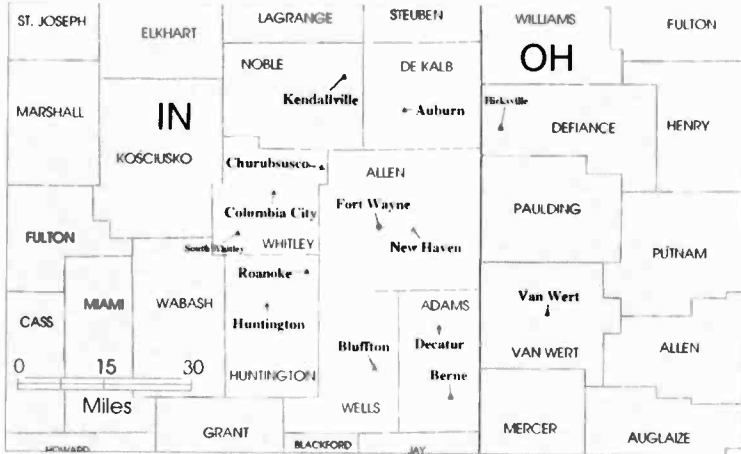 ST. JOSEPH
ELKHART
LAGRANGE
STEUBEN
WILLIAMS
FULTON
NOBLE
DE KALB
OH
Kendallville
Auburn
Hicksville
MARSHALL
IN
DEFIANCE
HENRY
KOSCIUSKO
Churubsusco
ALLEN
Columbia City
Fort Wayne
PAULDING
FULTON
South Whitley
WHITLEY
New Haven
PUTNAM
Roanoke
MIAMI
WABASH
ADAMS
Van Wert
CASS
Huntington
Decatur
Bluffton
VAN WERT
ALLEN
0 15 30
HUNTINGTON
Berne
Miles
WELLS
GRANT
MERCER
AUGLAIZE
HOWARD
BLACKFORD
JAY